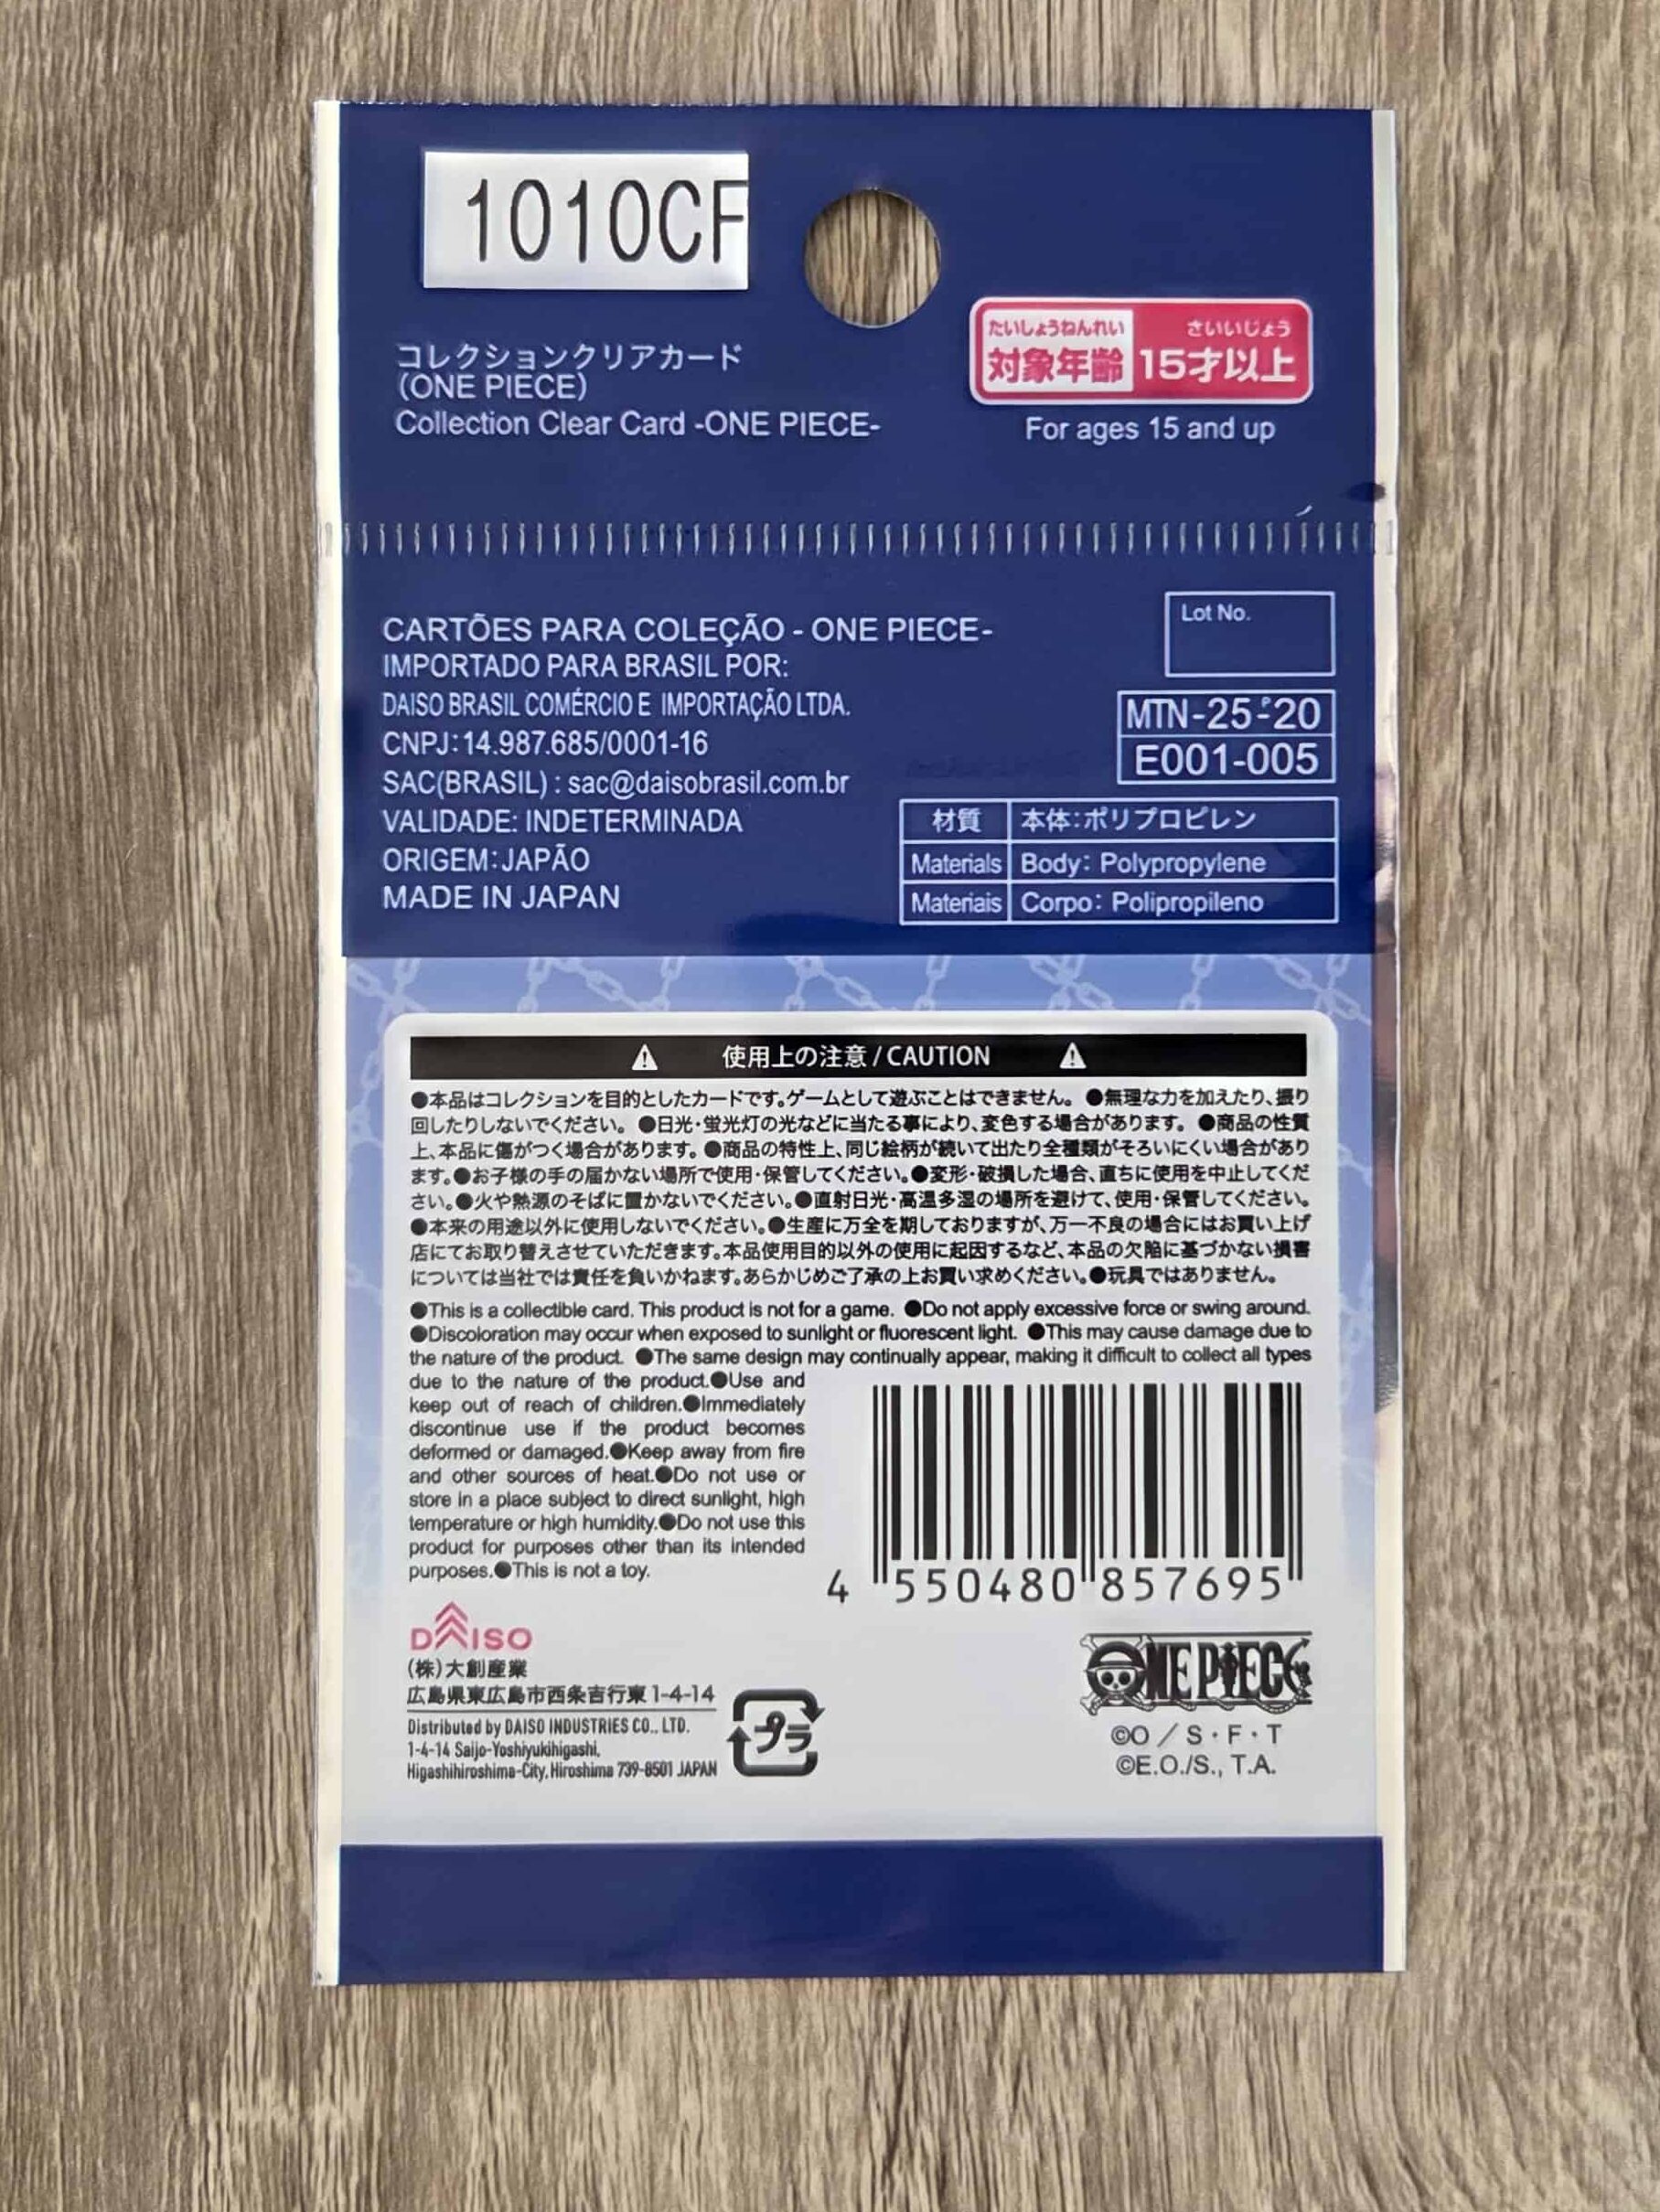 1010CF
コレクションクリアカード
(ONE PIECE)
Collection Clear Card -ONE PIECE-
たいしょうねんれい さいいじょう
対象年齢 15才以上
For ages 15 and up
CARTÕES PARA COLEÇÃO - ONE PIECE-
IMPORTADO PARA BRASIL POR:
DAISO BRASIL COMÉRCIO E IMPORTAÇÃO LTDA.
CNPJ:14.987.685/0001-16
SAC(BRASIL) : sac@daisobrasil.com.br
VALIDADE: INDETERMINADA
ORIGEM:JAPÃO
MADE IN JAPAN
Lot No.
MTN-25-P-20
E001-005
材質 本体:ポリプロピレン
Materials Body: Polypropylene
Materiais Corpo: Polipropileno
使用上の注意 / CAUTION
●本品はコレクションを目的としたカードです。ゲームとして遊ぶことはできません。 ●無理な力を加えたり、振り
回したりしないでください。 ●日光・蛍光灯の光などに当たる事により、変色する場合があります。 ●商品の性質
上、本品に傷がつく場合があります。 ●商品の特性上、同じ絵柄が続いて出たり全種類がそろいにくい場合があり
ます。●お子様の手の届かない場所で使用・保管してください。●変形・破損した場合、直ちに使用を中止してくだ
さい。●火や熱源のそばに置かないでください。●直射日光・高温多湿の場所を避けて、使用・保管してください。
●本来の用途以外に使用しないでください。●生産に万全を期しておりますが、万一不良の場合にはお買い上げ
店にてお取り替えさせていただきます。本品使用目的以外の使用に起因するなど、本品の欠陥に基づかない損害
については当社では責任を負いかねます。あらかじめご了承の上お買い求めください。●玩具ではありません。
●This is a collectible card. This product is not for a game. ●Do not apply excessive force or swing around.
●Discoloration may occur when exposed to sunlight or fluorescent light. ●This may cause damage due to
the nature of the product. ●The same design may continually appear, making it difficult to collect all types
due to the nature of the product.●Use and
keep out of reach of children.●Immediately
discontinue use if the product becomes
deformed or damaged.●Keep away from fire
and other sources of heat.●Do not use or
store in a place subject to direct sunlight, high
temperature or high humidity.●Do not use this
product for purposes other than its intended
purposes.●This is not a toy.
4 550480 857695
DAISO
(株)大創産業
広島県東広島市西条吉行東1-4-14
Distributed by DAISO INDUSTRIES CO., LTD.
1-4-14 Saijo-Yoshiyukihigashi,
Higashihiroshima-City, Hiroshima 739-8501 JAPAN
プラ
ONE PIECE
©O / S・F・T
©E.O./S., T.A.